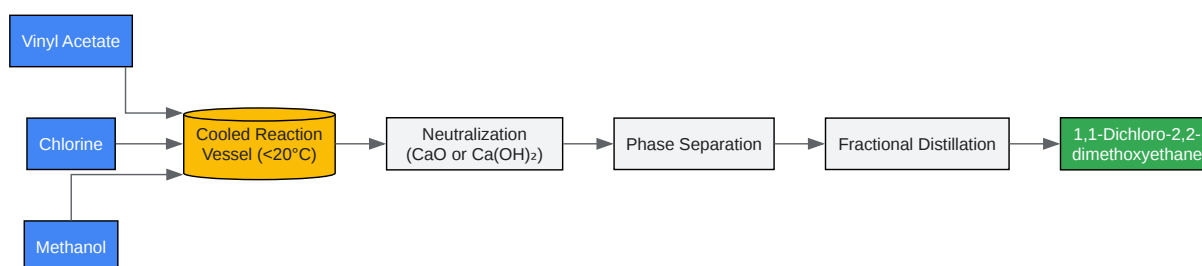 Vinyl Acetate
Chlorine
Methanol
Cooled Reaction
Vessel (<20°C)
Neutralization
(CaO or Ca(OH)₂)
Phase Separation
Fractional Distillation
1,1-Dichloro-2,2-
dimethoxyethane